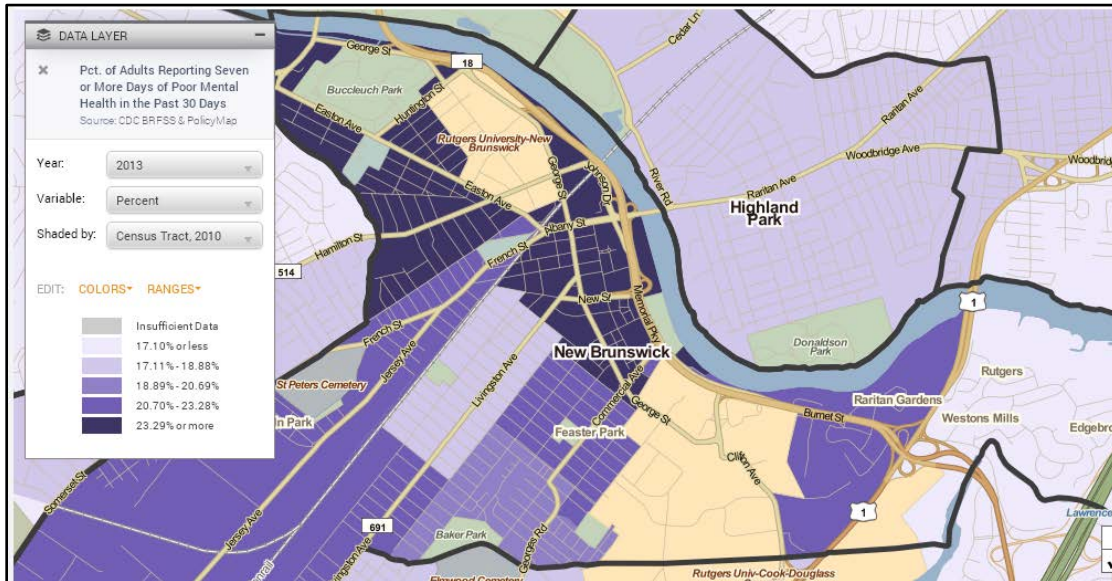 DATA LAYER
Pct. of Adults Reporting Seven
or More Days of Poor Mental
Health in the Past 30 Days
Source: CDC BRFSS & PolicyMap
Year: 2013
Variable: Percent
Shaded by: Census Tract, 2010
EDIT: COLORS RANGES
Insufficient Data
17.10% or less
17.11% - 18.88%
18.89% - 20.69%
20.70% - 23.28%
23.29% or more
George St
18
Cedar Ln
Buccleuch Park
Huntington St
Easton Ave
Rutgers University-New
Brunswick
George St
Johnson Dr
River Rd
Raritan Ave
Woodbridge Ave
Woodbridge
Raritan Ave
Easton Ave
Highland
Park
Albany St
Hamilton St
French St
514
Memorial Pky
New St
1
French St
Jersey Ave
New Brunswick
Donaldson
Park
St Peters Cemetery
Livingston Ave
Commercial Ave
Rutgers
Raritan Gardens
Burnet St
Westons Mills
n Park
George St
Feaster Park
Edgebro
Clifton Ave
Somerset St
Jersey Ave
691
1
Lawrence
Baker Park
Georges Rd
Livingston Ave
Elmwood Cemetery
Rutgers Univ-Cook-Douglass